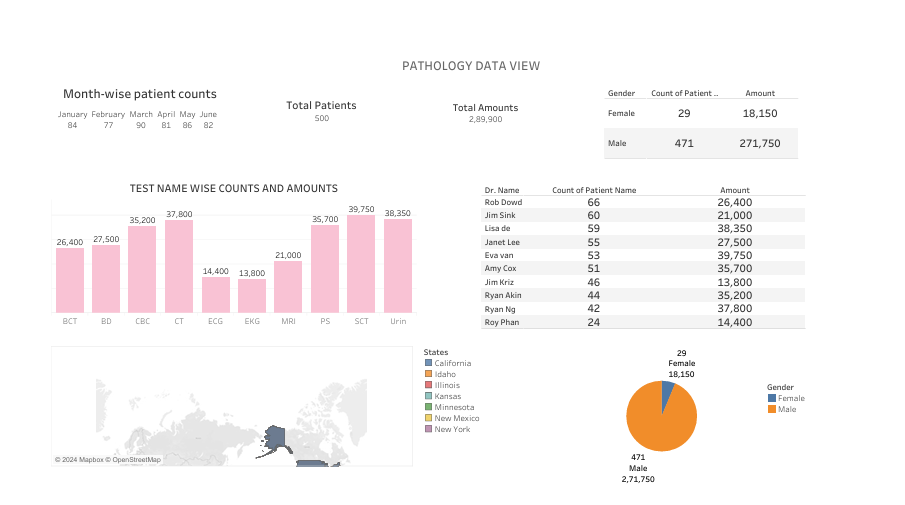 PATHOLOGY DATA VIEW
Month-wise patient counts
January February March April May June
84 77 90 81 86 82
Total Patients
500
Total Amounts
2,89,900
Gender Count of Patient .. Amount
Female 29 18,150
Male 471 271,750
TEST NAME WISE COUNTS AND AMOUNTS
26,400 27,500 35,200 37,800 14,400 13,800 21,000 35,700 39,750 38,350
BCT BD CBC CT ECG EKG MRI PS SCT Urin
Dr. Name Count of Patient Name Amount
Rob Dowd 66 26,400
Jim Sink 60 21,000
Lisa de 59 38,350
Janet Lee 55 27,500
Eva van 53 39,750
Amy Cox 51 35,700
Jim Kriz 46 13,800
Ryan Akin 44 35,200
Ryan Ng 42 37,800
Roy Phan 24 14,400
© 2024 Mapbox © OpenStreetMap
States
California
Idaho
Illinois
Kansas
Minnesota
New Mexico
New York
29
Female
18,150
471
Male
2,71,750
Gender
Female
Male